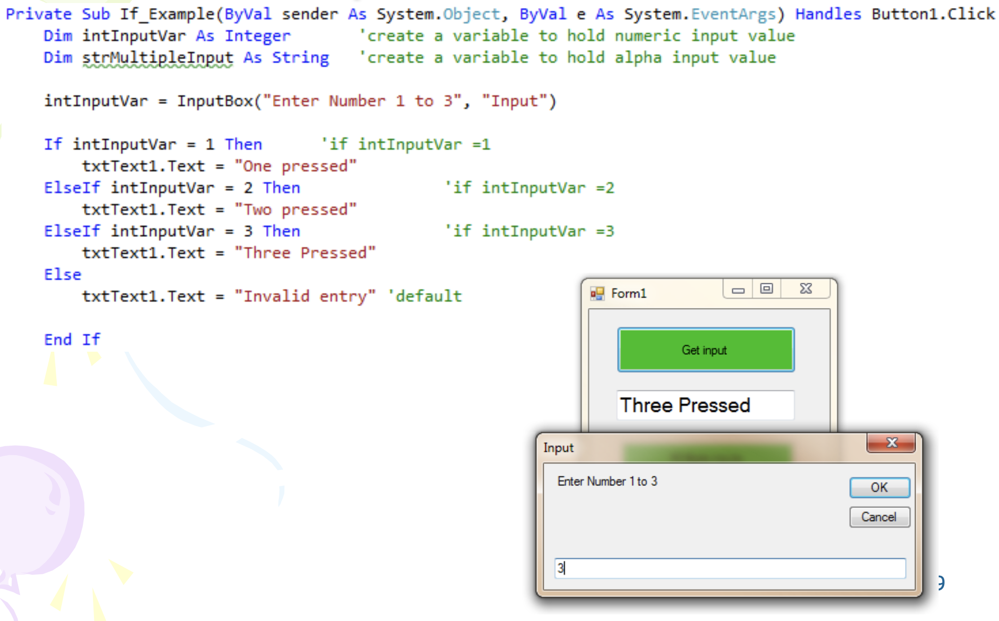 Private Sub If_Example(ByVal sender As System.Object, ByVal e As System.EventArgs) Handles Button1.Click
Dim intInputVar As Integer 'create a variable to hold numeric input value
Dim strMultipleInput As String 'create a variable to hold alpha input value
intInputVar = InputBox("Enter Number 1 to 3", "Input")
If intInputVar = 1 Then 'if intInputVar =1
txtText1.Text = "One pressed"
ElseIf intInputVar = 2 Then 'if intInputVar =2
txtText1.Text = "Two pressed"
ElseIf intInputVar = 3 Then 'if intInputVar =3
txtText1.Text = "Three Pressed"
Else
txtText1.Text = "Invalid entry" 'default
End If
Form1
Get input
Three Pressed
Input
Enter Number 1 to 3
OK
Cancel
3
9